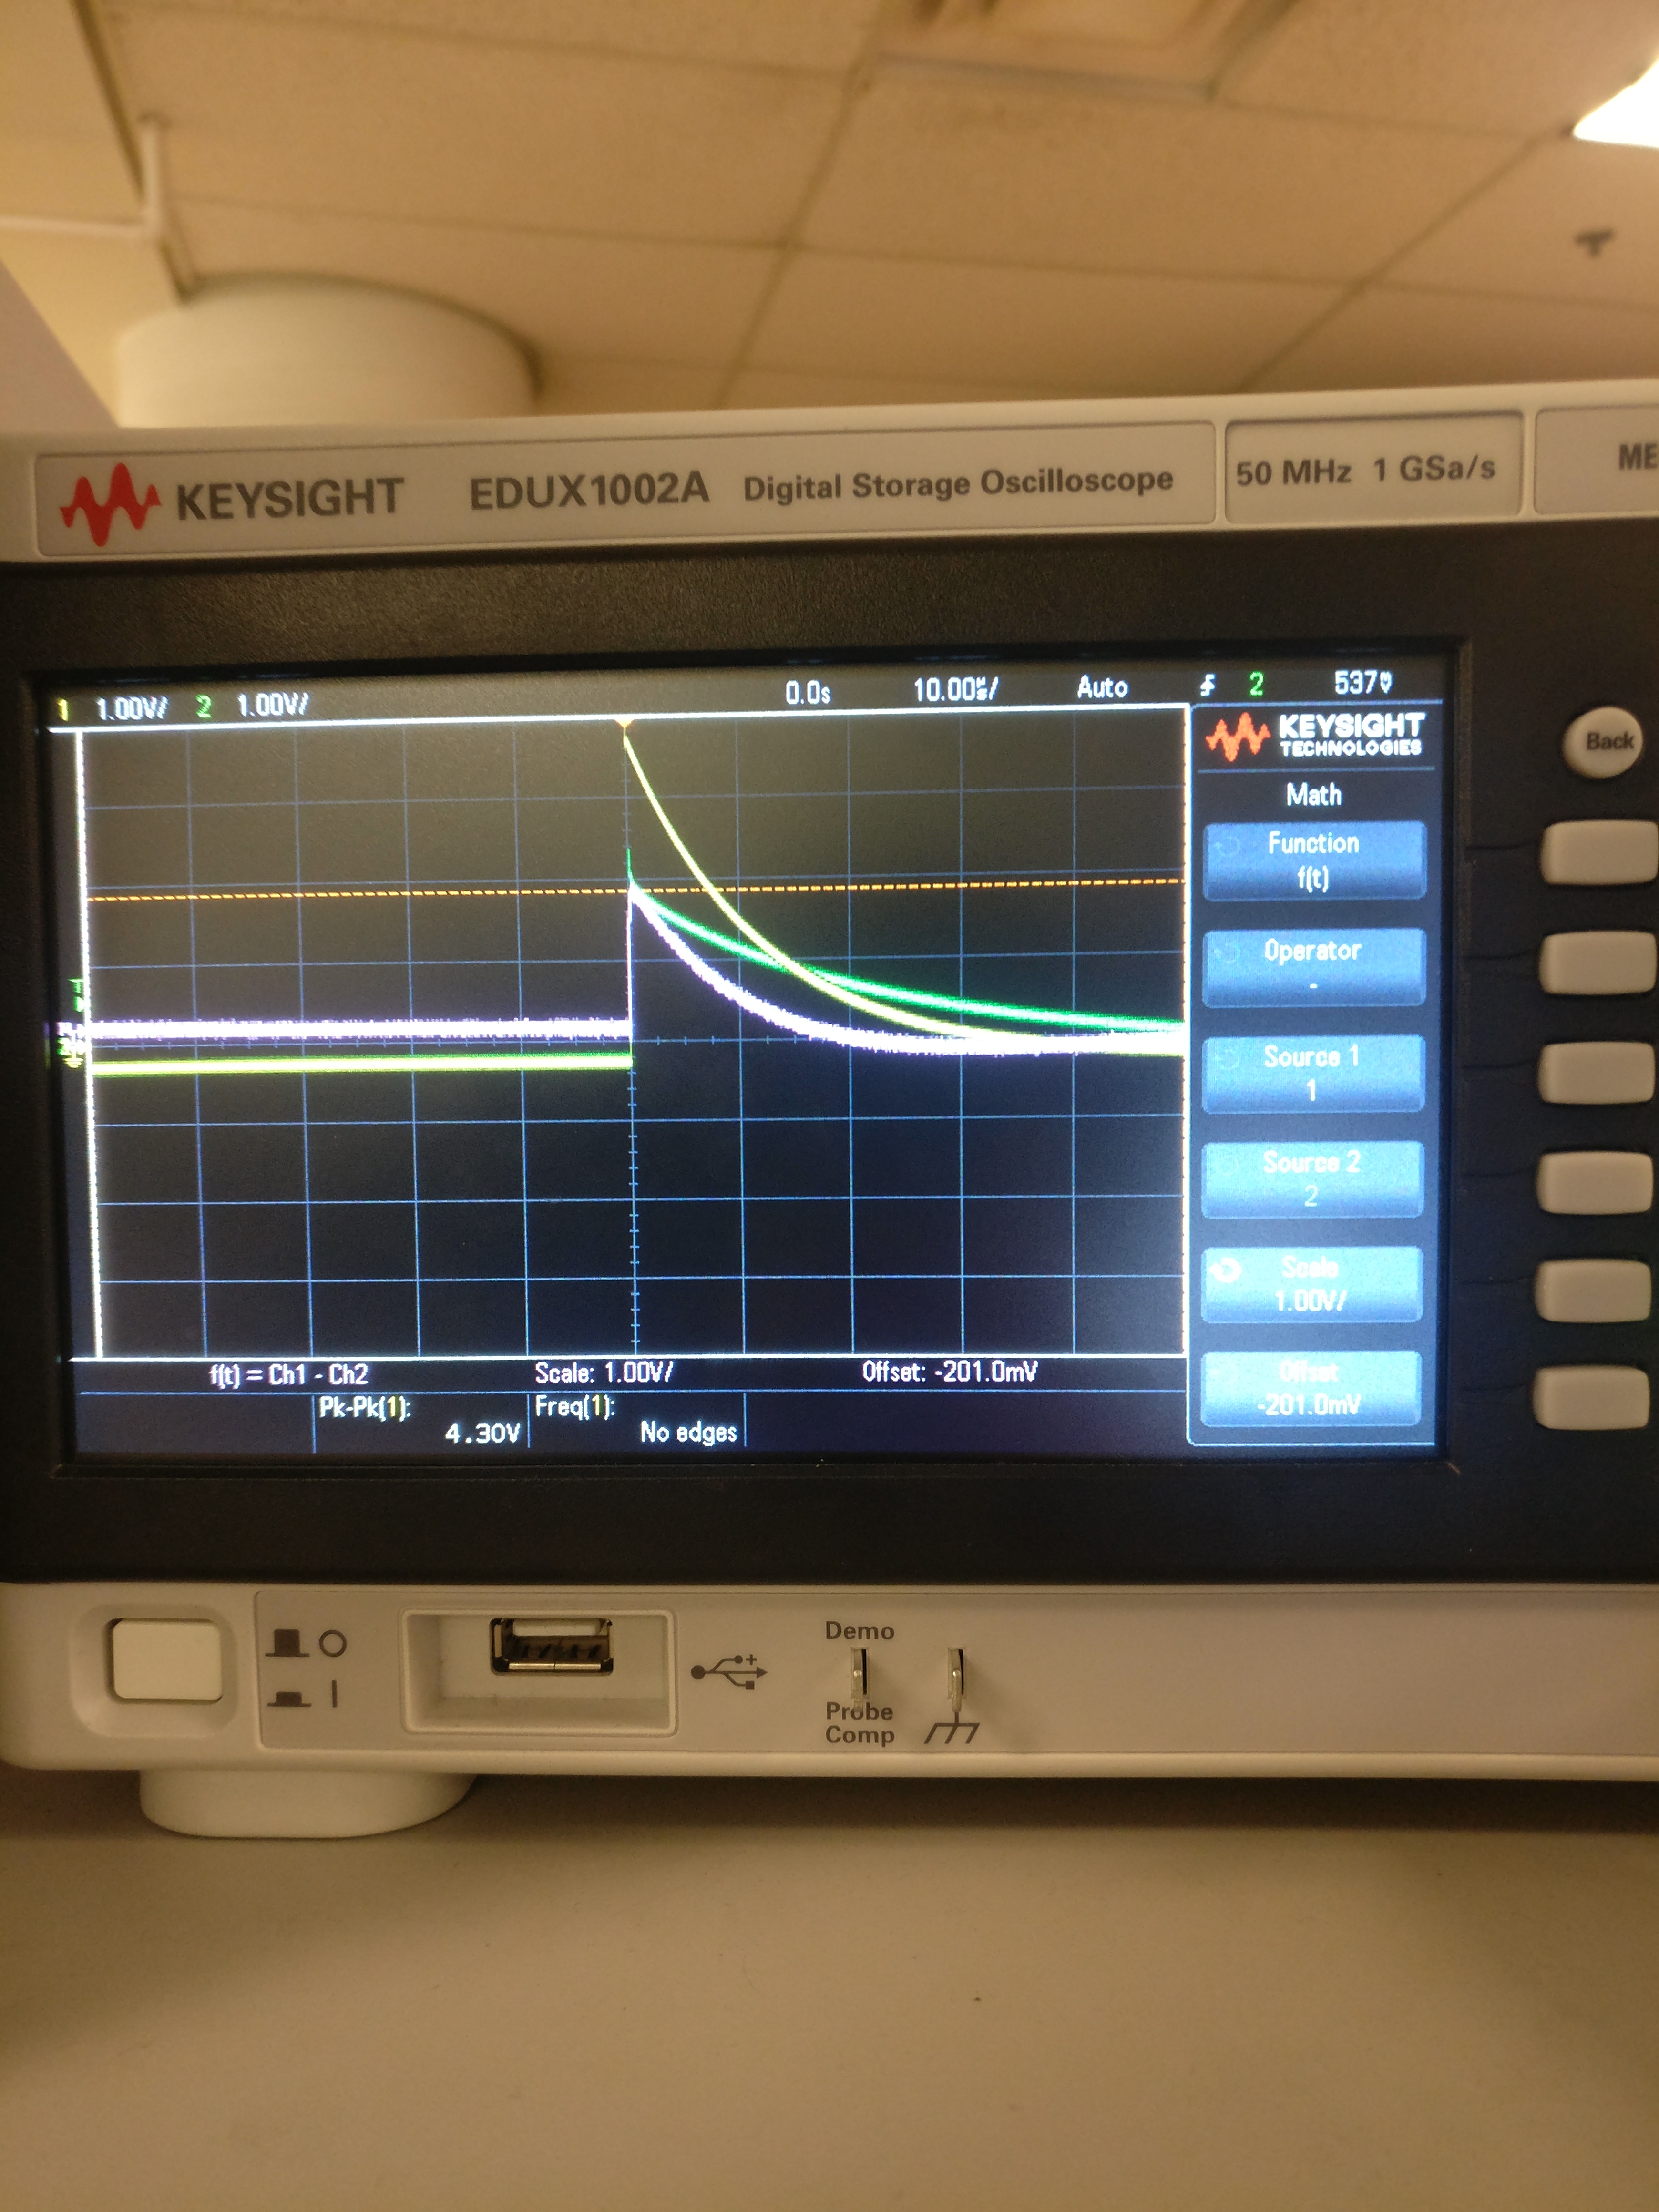 KEYSIGHT EDUX1002A Digital Storage Oscilloscope 50 MHz 1 GSa/s
1 1.00V/ 2 1.00V/ 0.0s 10.00µs/ Auto 2
KEYSIGHT
TECHNOLOGIES
Back
Math
Function
f(t)
Operator
-
Source 1
1
Source 2
2
Scale
1.00V/
Offset
-201.0mV
f(t) = Ch1 - Ch2 Scale: 1.00V/ Offset: -201.0mV
Pk-Pk(1):
4.30V
Freq(1):
No edges
Demo
Probe
Comp